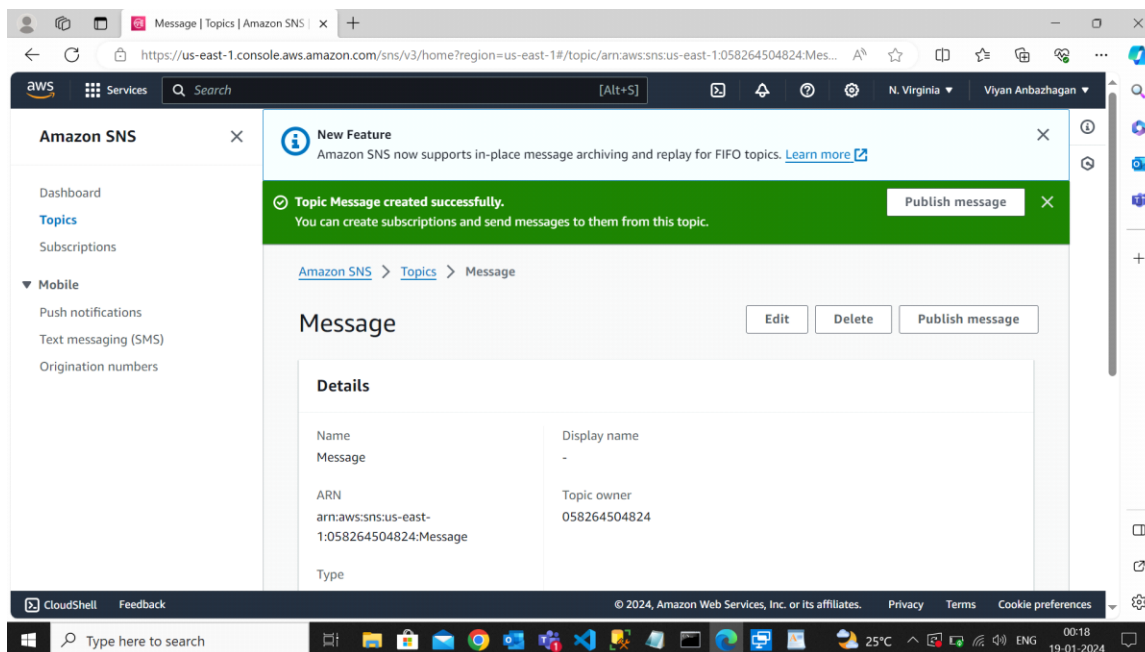 Message | Topics | Amazon SNS |
https://us-east-1.console.aws.amazon.com/sns/v3/home?region=us-east-1#/topic/arn:aws:sns:us-east-1:058264504824:Mes...
aws Services Search [Alt+S] N. Virginia Viyan Anbazhagan
Amazon SNS
Dashboard
Topics
Subscriptions
Mobile
Push notifications
Text messaging (SMS)
Origination numbers
New Feature
Amazon SNS now supports in-place message archiving and replay for FIFO topics. Learn more
Topic Message created successfully.
You can create subscriptions and send messages to them from this topic.
Publish message
Amazon SNS > Topics > Message
Message
Edit Delete Publish message
Details
Name
Message
Display name
-
ARN
arn:aws:sns:us-east-
1:058264504824:Message
Topic owner
058264504824
Type
CloudShell Feedback © 2024, Amazon Web Services, Inc. or its affiliates. Privacy Terms Cookie preferences
Type here to search 25°C ENG 00:18
19-01-2024